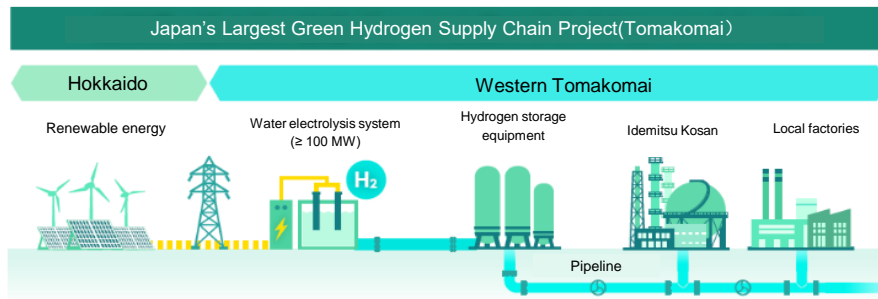 Japan's Largest Green Hydrogen Supply Chain Project(Tomakomai）
Hokkaido
Western Tomakomai
Renewable energy
Water electrolysis system
(≥ 100 MW)
Hydrogen storage
equipment
Idemitsu Kosan
Local factories
H₂
Pipeline